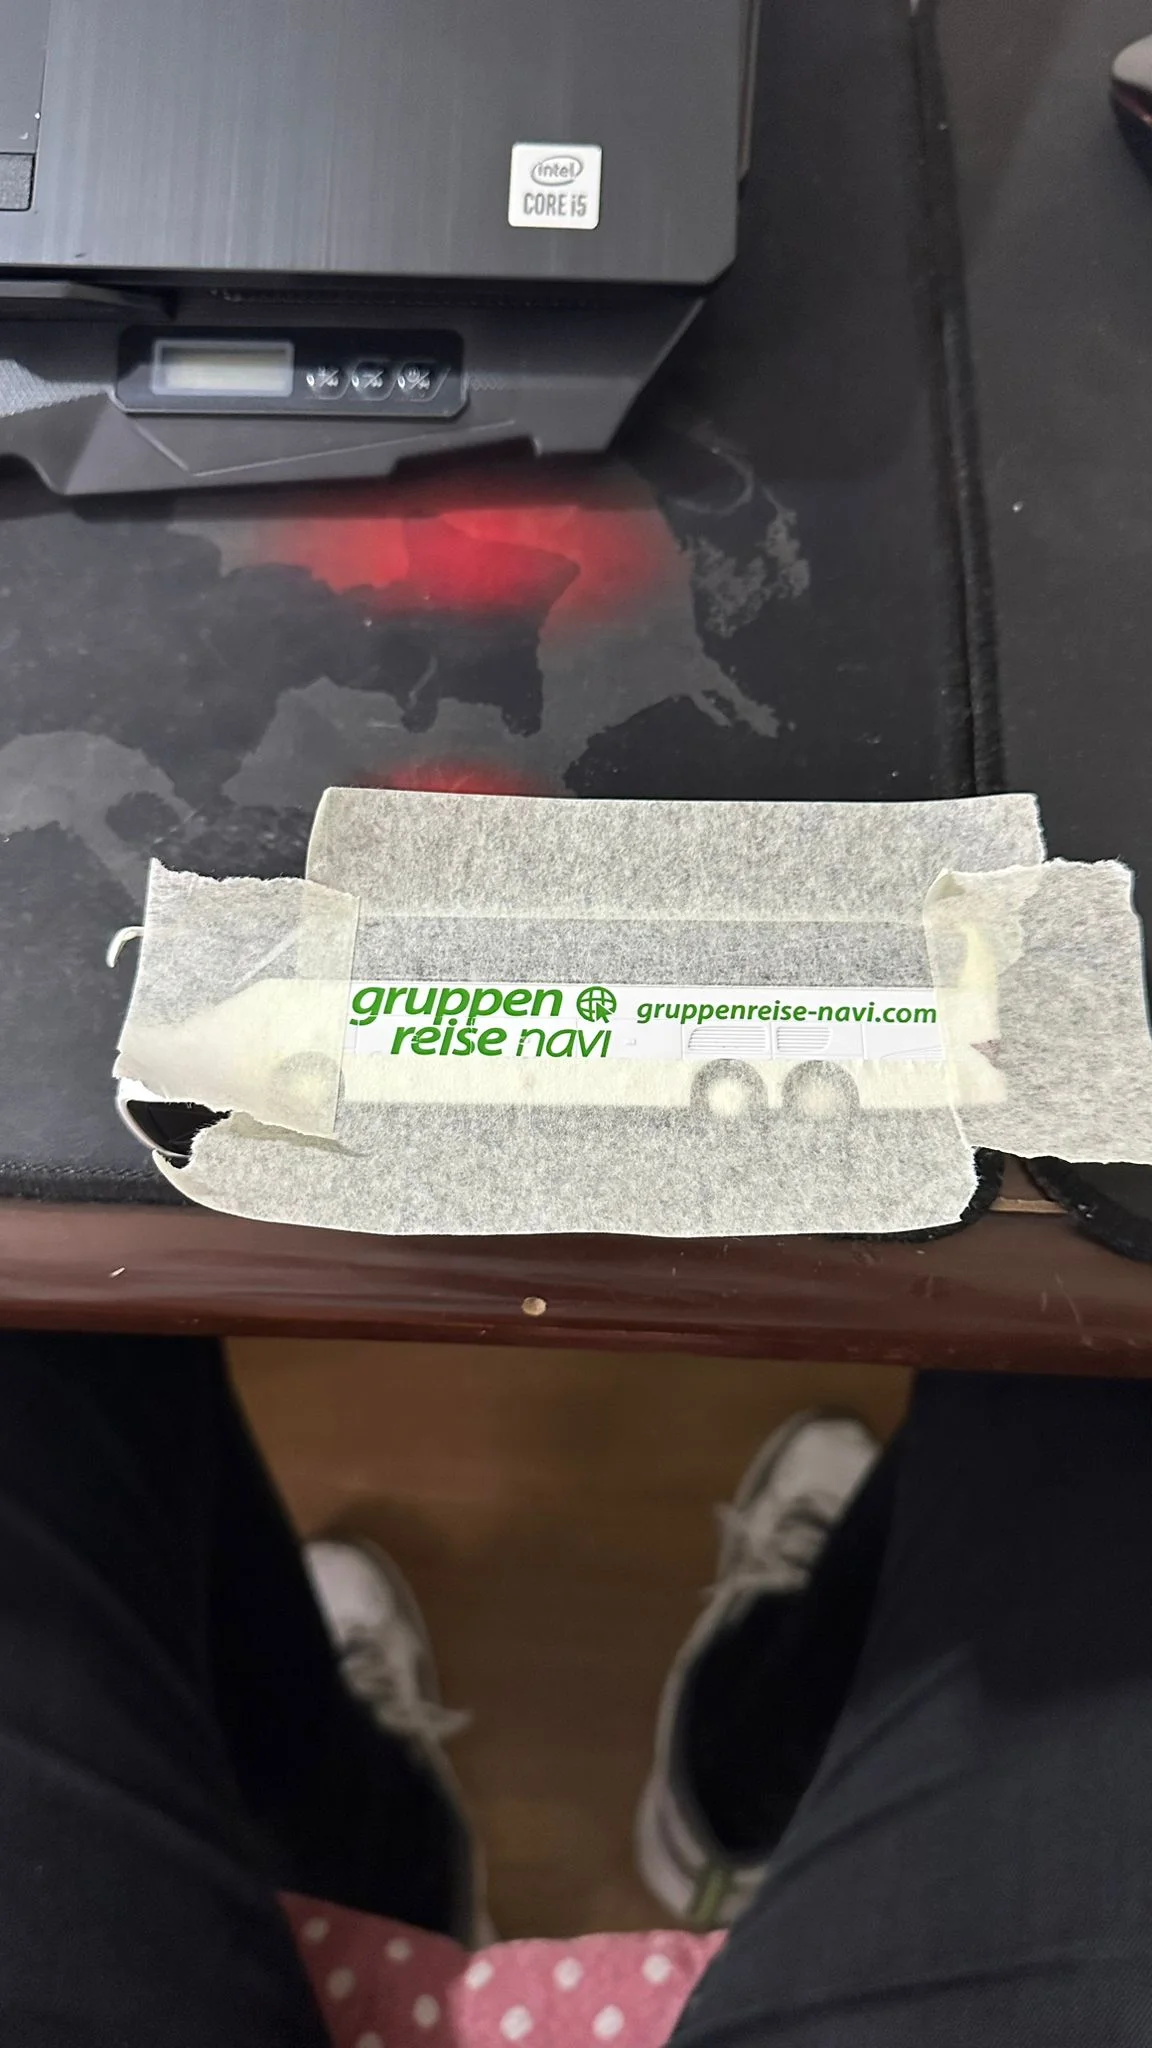 intel
CORE i5
gruppen
reise navi
gruppenreise-navi.com